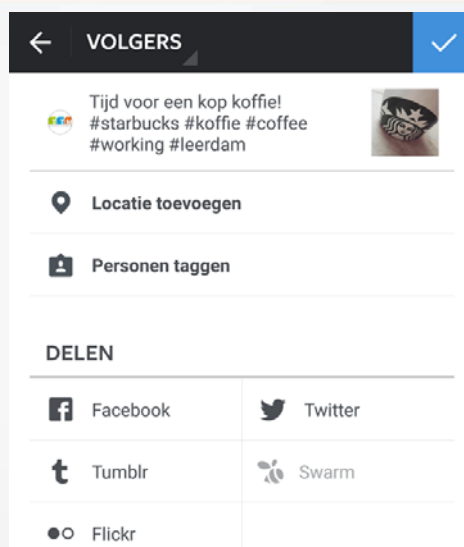 VOLGERS
Tijd voor een kop koffie!
#starbucks #koffie #coffee
#working #leerdam
Locatie toevoegen
Personen taggen
DELEN
Facebook
Twitter
Tumblr
Swarm
Flickr